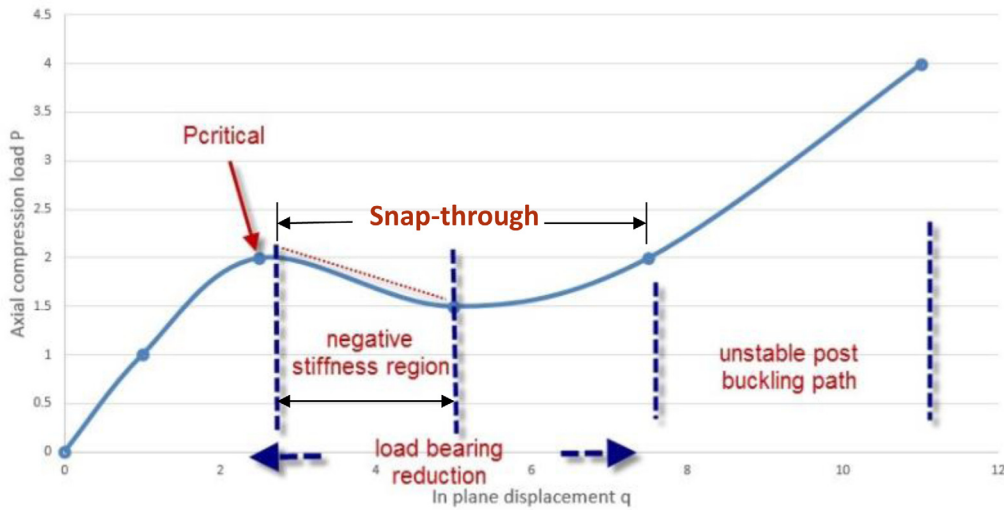 4.5
4
3.5
3
2.5
2
1.5
1
0.5
0
Axial compression load P
Pcritical
Snap-through
negative
stiffness region
unstable post
buckling path
load bearing
reduction
0
2
4
6
8
10
12
In plane displacement q